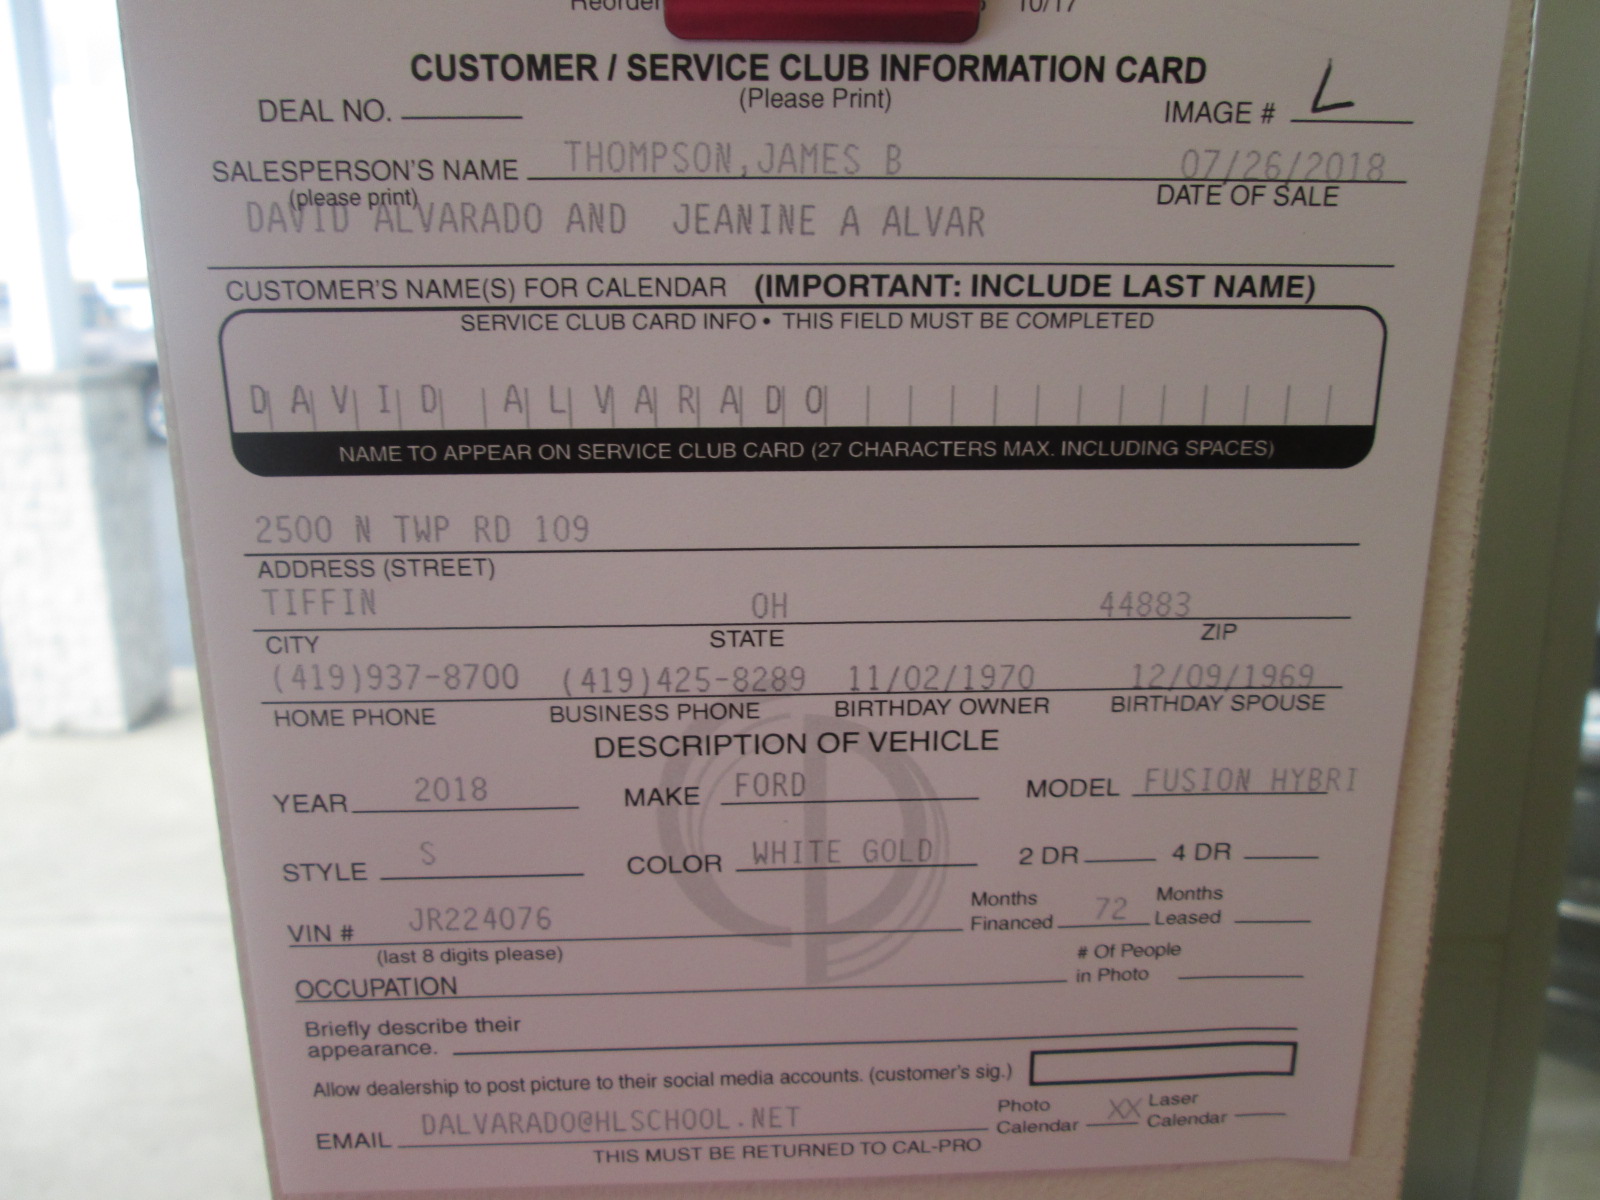 Reorder 10/17
CUSTOMER / SERVICE CLUB INFORMATION CARD
(Please Print)
DEAL NO. IMAGE # L
SALESPERSON'S NAME THOMPSON,JAMES B 07/26/2018
(please print) DATE OF SALE
DAVID ALVARADO AND JEANINE A ALVAR
CUSTOMER'S NAME(S) FOR CALENDAR (IMPORTANT: INCLUDE LAST NAME)
SERVICE CLUB CARD INFO • THIS FIELD MUST BE COMPLETED
DAVID ALVARADO
NAME TO APPEAR ON SERVICE CLUB CARD (27 CHARACTERS MAX. INCLUDING SPACES)
2500 N TWP RD 109
ADDRESS (STREET)
TIFFIN OH 44883
CITY STATE ZIP
(419)937-8700 (419)425-8289 11/02/1970 12/09/1969
HOME PHONE BUSINESS PHONE BIRTHDAY OWNER BIRTHDAY SPOUSE
DESCRIPTION OF VEHICLE
YEAR 2018 MAKE FORD MODEL FUSION HYBRI
STYLE S COLOR WHITE GOLD 2 DR 4 DR
VIN # JR224076 Months Financed 72 Months Leased
(last 8 digits please)
OCCUPATION # Of People in Photo
Briefly describe their
appearance.
Allow dealership to post picture to their social media accounts. (customer's sig.)
EMAIL DALVARADO@HLSCHOOL.NET Photo Calendar XX Laser Calendar
THIS MUST BE RETURNED TO CAL-PRO